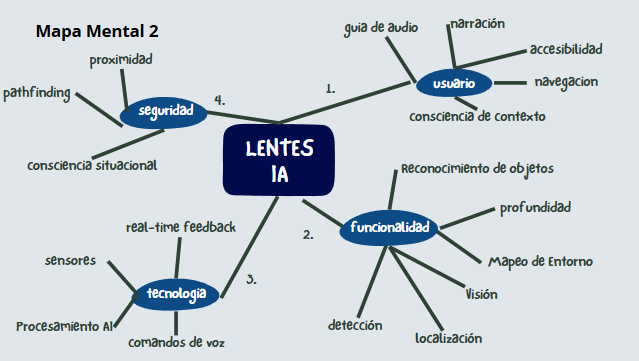 Mapa Mental 2
LENTES
IA
1.
usuario
guia de audio
narración
accesibilidad
navegacion
consciencia de contexto
2.
funcionalidad
Reconocimiento de objetos
profundidad
Mapeo de Entorno
Visión
localización
detección
3.
tecnologia
real-time feedback
sensores
Procesamiento AI
comandos de voz
4.
seguridad
proximidad
pathfinding
consciencia situacional